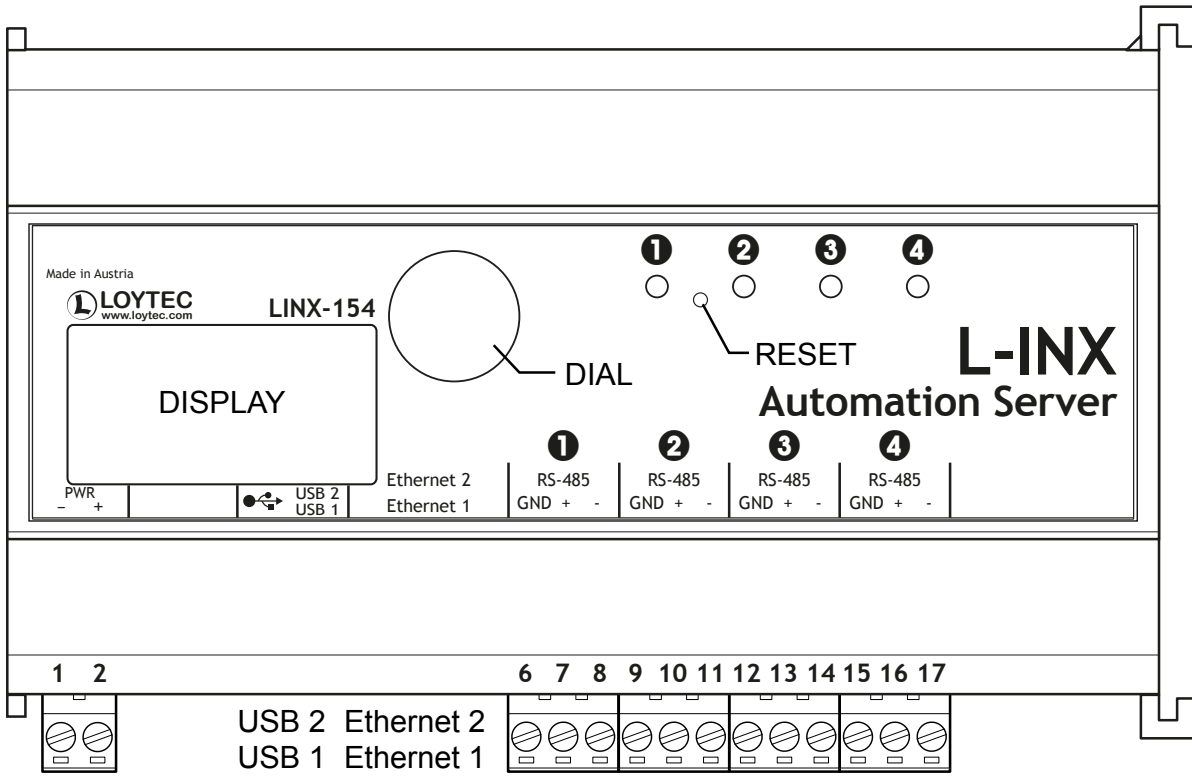 ❶ ❷ ❸ ❹
Made in Austria
L LOYTEC
www.loytec.com
LINX-154
RESET
DIAL
L-INX
Automation Server
DISPLAY
❶ ❷ ❸ ❹
PWR
- +
USB 2
USB 1
Ethernet 2
Ethernet 1
RS-485 RS-485 RS-485 RS-485
GND + - GND + - GND + - GND + -
1 2 6 7 8 9 10 11 12 13 14 15 16 17
USB 2 Ethernet 2
USB 1 Ethernet 1